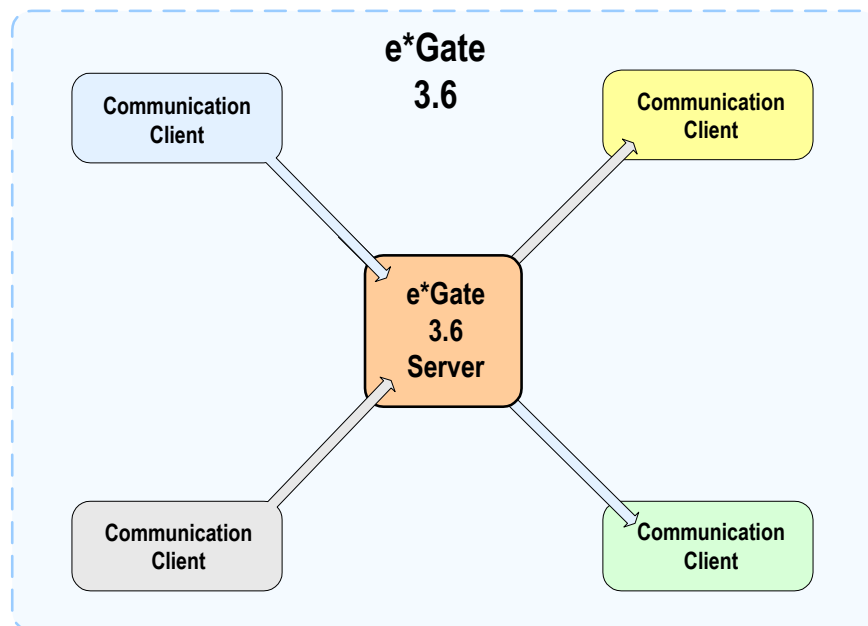 e*Gate
3.6
Communication
Client
Communication
Client
e*Gate
3.6
Server
Communication
Client
Communication
Client